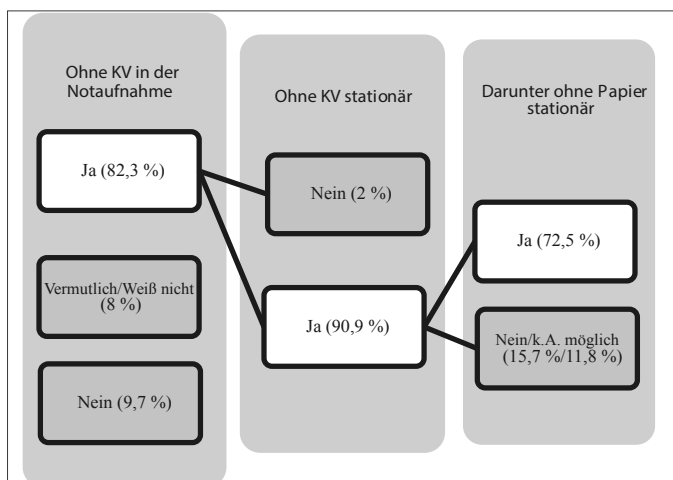 Ohne KV in der
Notaufnahme
Ja (82,3 %)
Vermutlich/Weiß nicht
(8 %)
Nein (9,7 %)
Ohne KV stationär
Nein (2 %)
Ja (90,9 %)
Darunter ohne Papier
stationär
Ja (72,5 %)
Nein/k.A. möglich
(15,7 %/11,8 %)